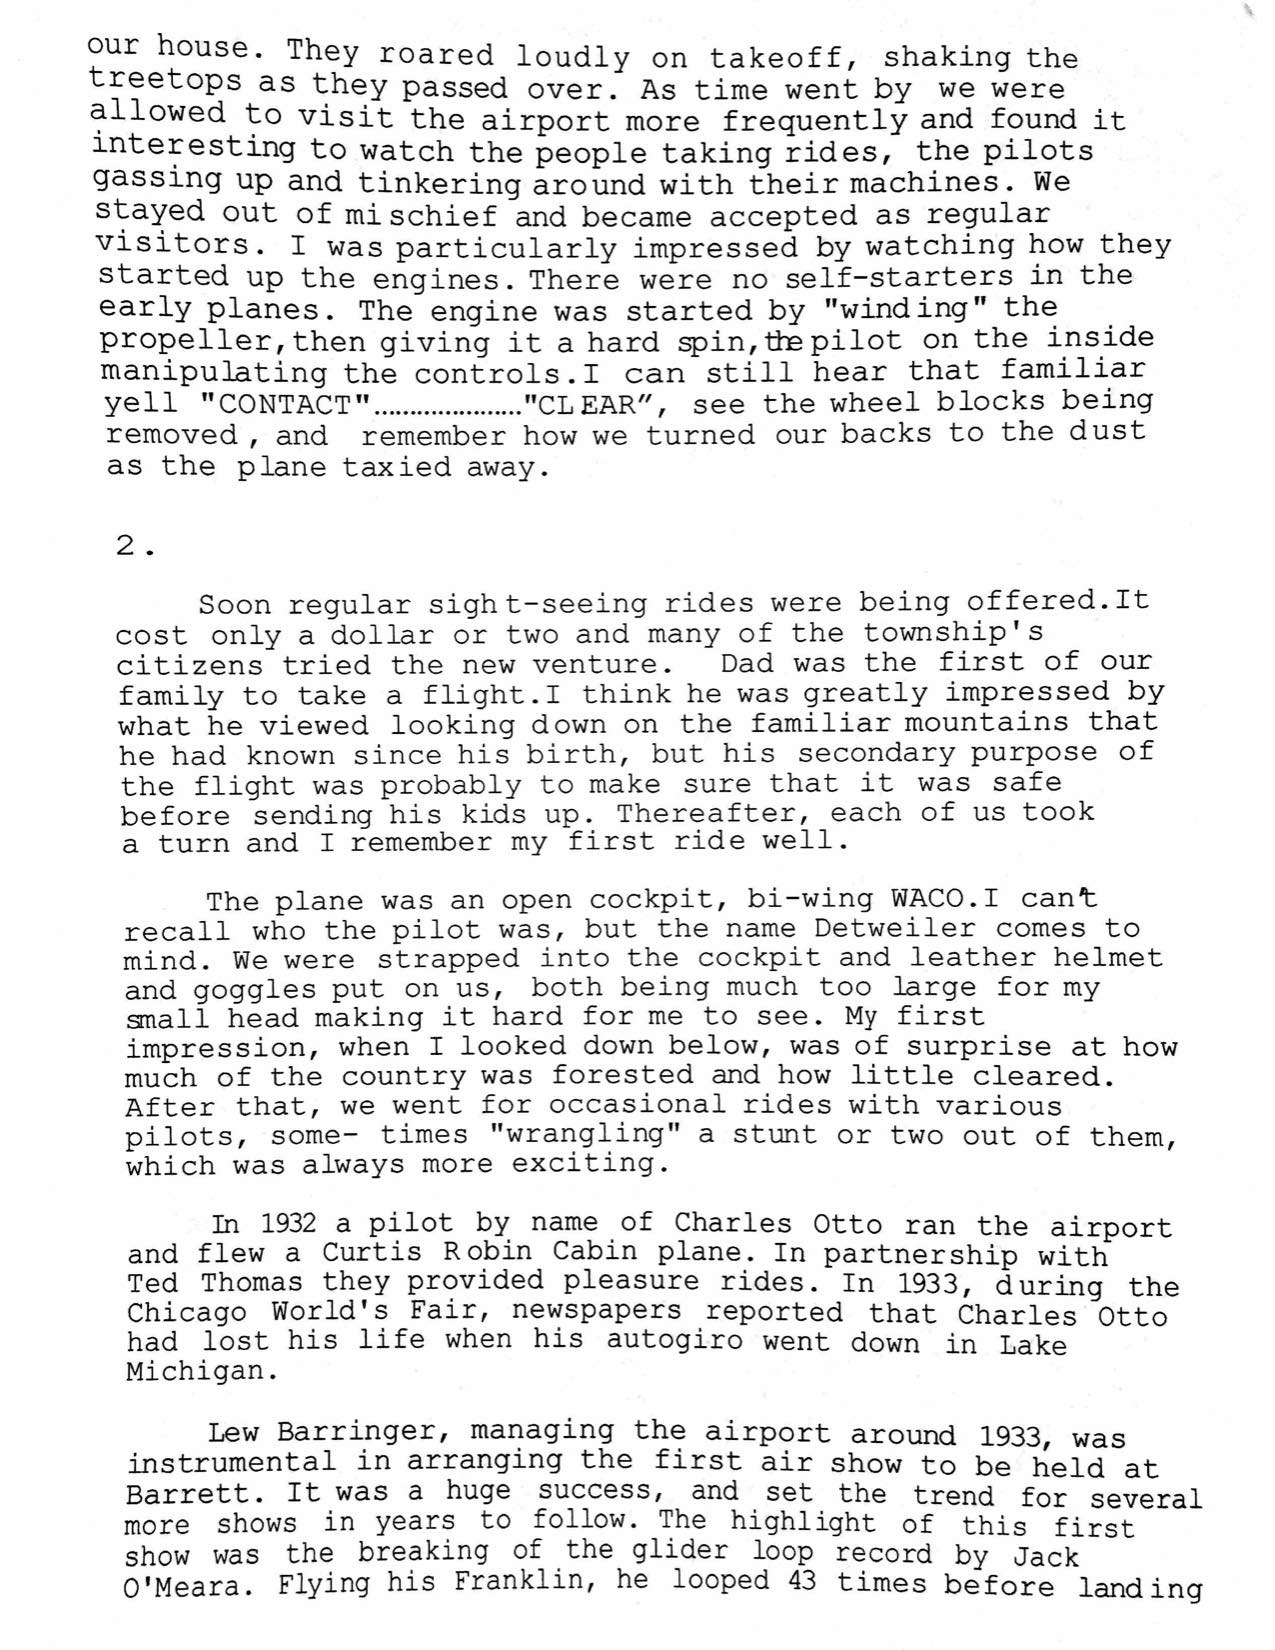 our house. They roared loudly on takeoff, shaking the
treetops as they passed over. As time went by we were
allowed to visit the airport more frequently and found it
interesting to watch the people taking rides, the pilots
gassing up and tinkering around with their machines. We
stayed out of mischief and became accepted as regular
visitors. I was particularly impressed by watching how they
started up the engines. There were no self-starters in the
early planes. The engine was started by "winding" the
propeller, then giving it a hard spin, the pilot on the inside
manipulating the controls. I can still hear that familiar
yell "CONTACT"....................."CLEAR", see the wheel blocks being
removed, and remember how we turned our backs to the dust
as the plane taxied away.
2.
Soon regular sight-seeing rides were being offered. It
cost only a dollar or two and many of the township's
citizens tried the new venture. Dad was the first of our
family to take a flight. I think he was greatly impressed by
what he viewed looking down on the familiar mountains that
he had known since his birth, but his secondary purpose of
the flight was probably to make sure that it was safe
before sending his kids up. Thereafter, each of us took
a turn and I remember my first ride well.
The plane was an open cockpit, bi-wing WACO. I can't
recall who the pilot was, but the name Detweiler comes to
mind. We were strapped into the cockpit and leather helmet
and goggles put on us, both being much too large for my
small head making it hard for me to see. My first
impression, when I looked down below, was of surprise at how
much of the country was forested and how little cleared.
After that, we went for occasional rides with various
pilots, some- times "wrangling" a stunt or two out of them,
which was always more exciting.
In 1932 a pilot by name of Charles Otto ran the airport
and flew a Curtis Robin Cabin plane. In partnership with
Ted Thomas they provided pleasure rides. In 1933, during the
Chicago World's Fair, newspapers reported that Charles Otto
had lost his life when his autogiro went down in Lake
Michigan.
Lew Barringer, managing the airport around 1933, was
instrumental in arranging the first air show to be held at
Barrett. It was a huge success, and set the trend for several
more shows in years to follow. The highlight of this first
show was the breaking of the glider loop record by Jack
O'Meara. Flying his Franklin, he looped 43 times before landing